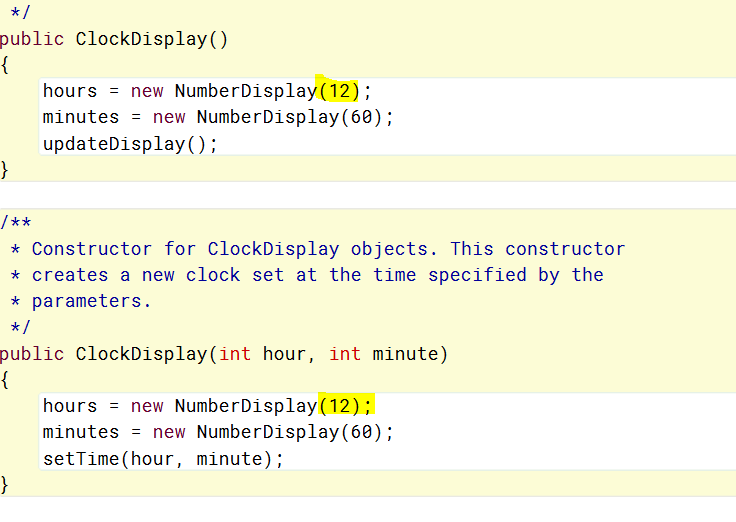 */
public ClockDisplay()
{
hours = new NumberDisplay(12);
minutes = new NumberDisplay(60);
updateDisplay();
}
/**
* Constructor for ClockDisplay objects. This constructor
* creates a new clock set at the time specified by the
* parameters.
*/
public ClockDisplay(int hour, int minute)
{
hours = new NumberDisplay(12);
minutes = new NumberDisplay(60);
setTime(hour, minute);
}